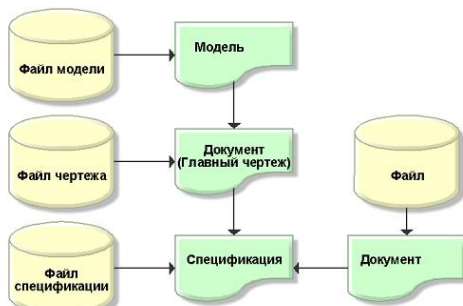 Модель
Файл модели
Документ
(Главный чертеж)
Файл чертежа
Файл
Файл
спецификации
Спецификация
Документ